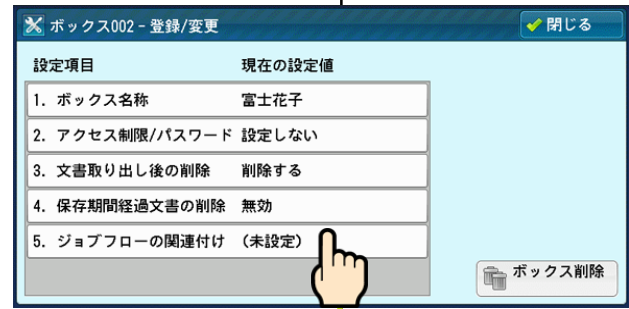 ボックス002 - 登録/変更
閉じる
設定項目 現在の設定値
1. ボックス名称 富士花子
2. アクセス制限/パスワード 設定しない
3. 文書取り出し後の削除 削除する
4. 保存期間経過文書の削除 無効
5. ジョブフローの関連付け (未設定)
ボックス削除